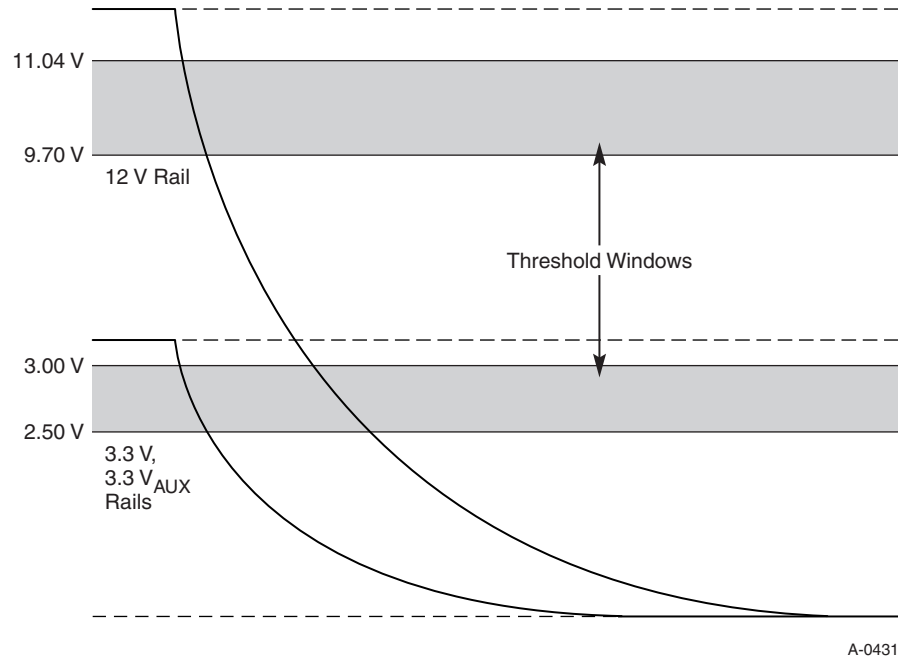 11.04 V
9.70 V
12 V Rail
Threshold Windows
3.00 V
2.50 V
3.3 V,
3.3 VAUX
Rails
A-0431